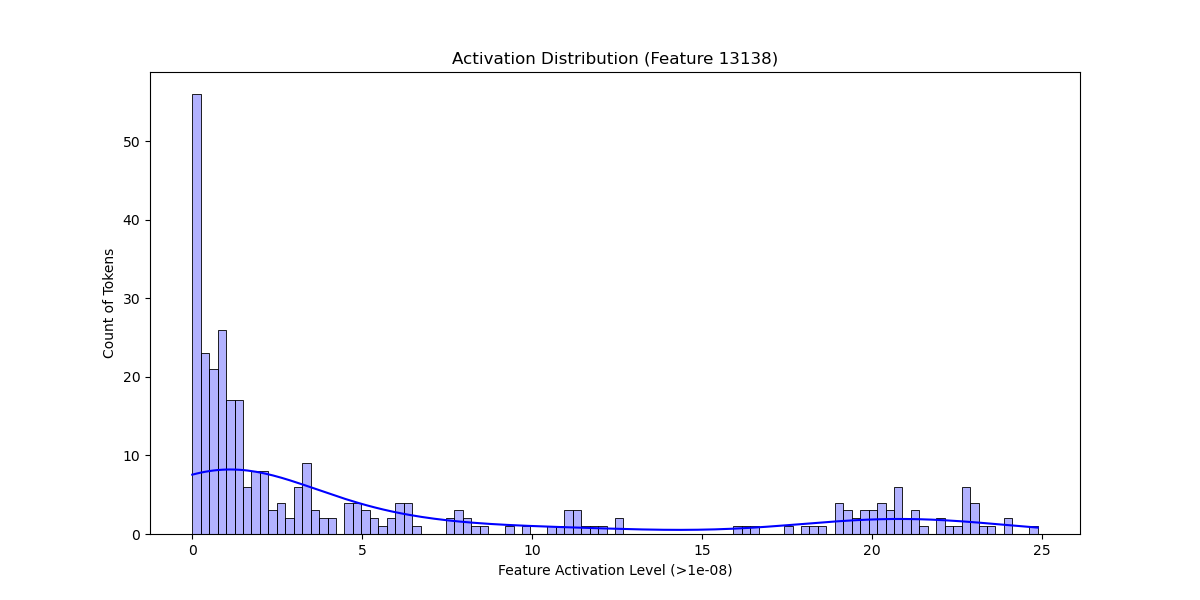 Activation Distribution (Feature 13138)
50
40
30
20
10
0
Count of Tokens
0 5 10 15 20 25
Feature Activation Level (>1e-08)